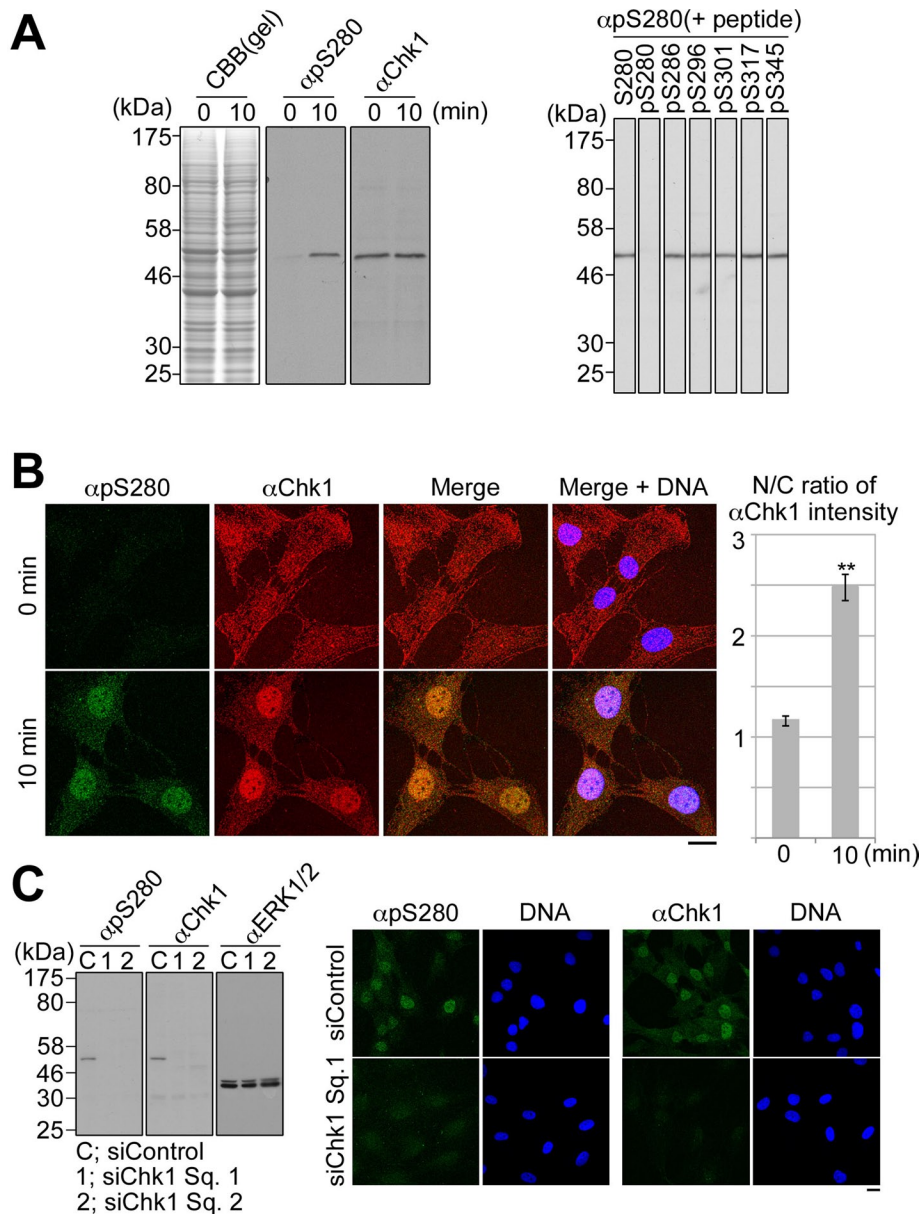 A
CBB(gel) αpS280 αChk1
(kDa) 0 10 0 10 0 10 (min)
175
80
58
46
30
25
αpS280(+ peptide)
S280 pS280 pS286 pS296 pS301 pS317 pS345
(kDa)
175
80
58
46
30
25
B
αpS280 αChk1 Merge Merge + DNA
0 min
10 min
N/C ratio of
αChk1 intensity
3
2
1
**
0 10 (min)
C
αpS280 αChk1 αERK1/2
(kDa) C 1 2 C 1 2 C 1 2
175
80
58
46
30
25
C; siControl
1; siChk1 Sq. 1
2; siChk1 Sq. 2
αpS280 DNA αChk1 DNA
siControl
siChk1 Sq.1